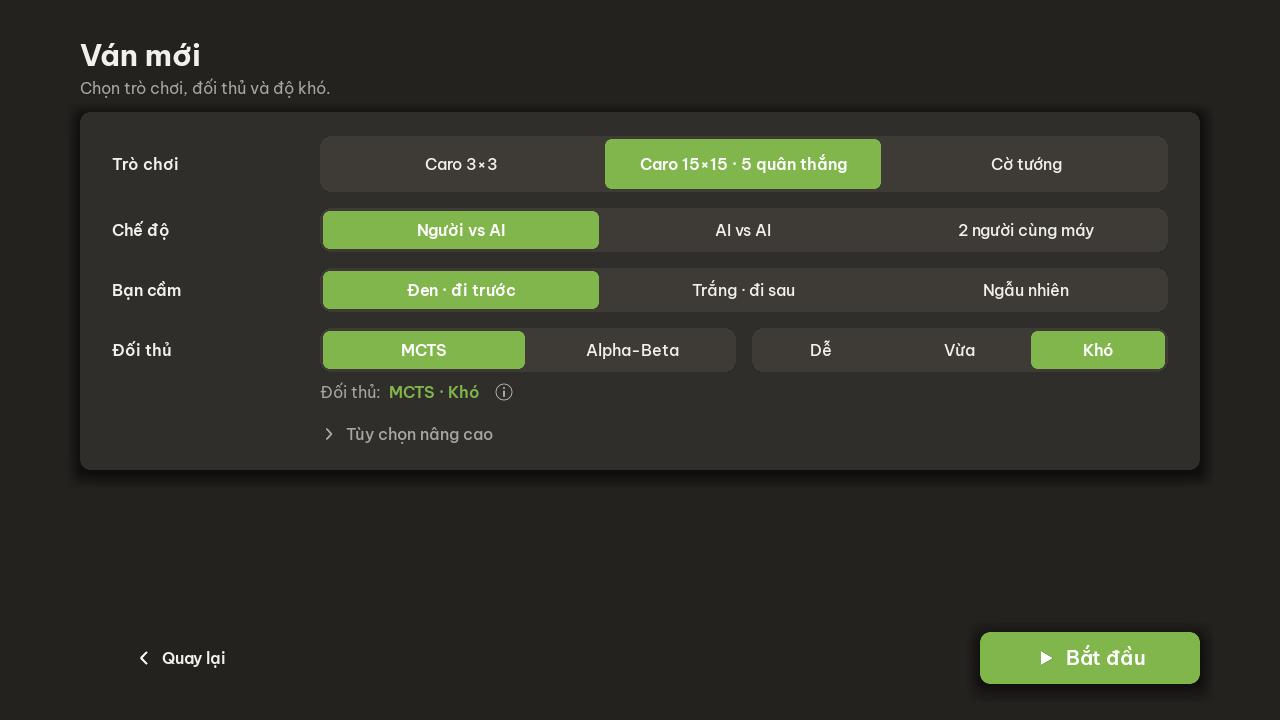 Ván mới
Chọn trò chơi, đối thủ và độ khó.
Trò chơi
Caro 3×3
Caro 15×15 · 5 quân thắng
Cờ tướng
Chế độ
Người vs AI
AI vs AI
2 người cùng máy
Bạn cầm
Đen · đi trước
Trắng · đi sau
Ngẫu nhiên
Đối thủ
MCTS
Alpha-Beta
Dễ
Vừa
Khó
Đối thủ: MCTS · Khó
Tùy chọn nâng cao
Quay lại
Bắt đầu